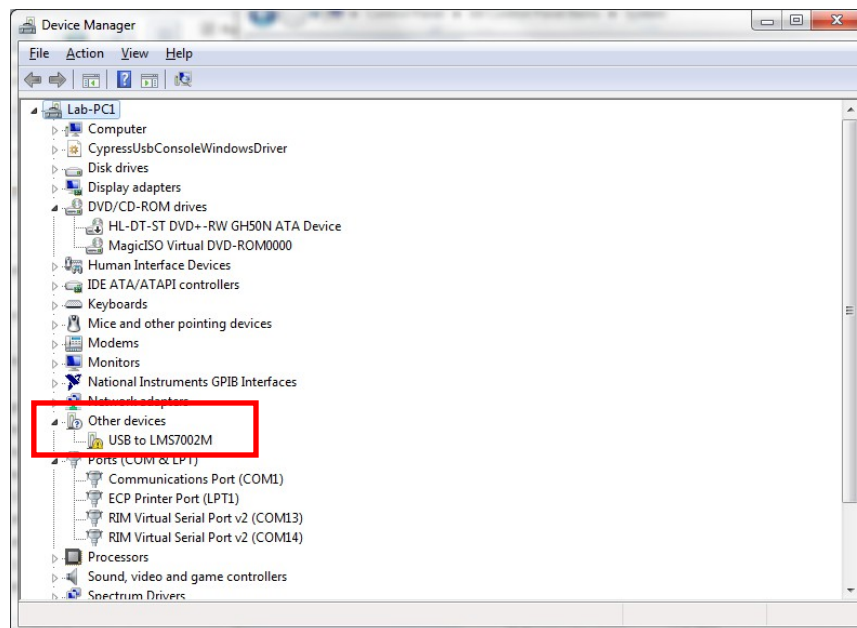 Device Manager
File Action View Help
Lab-PC1
Computer
CypressUsbConsoleWindowsDriver
Disk drives
Display adapters
DVD/CD-ROM drives
HL-DT-ST DVD+-RW GH50N ATA Device
MagicISO Virtual DVD-ROM0000
Human Interface Devices
IDE ATA/ATAPI controllers
Keyboards
Mice and other pointing devices
Modems
Monitors
National Instruments GPIB Interfaces
Network adapters
Other devices
USB to LMS7002M
Ports (COM & LPT)
Communications Port (COM1)
ECP Printer Port (LPT1)
RIM Virtual Serial Port v2 (COM13)
RIM Virtual Serial Port v2 (COM14)
Processors
Sound, video and game controllers
Spectrum Drivers